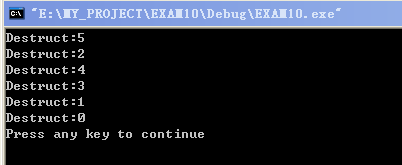 "E:\MY_PROJECT\EXAM10\Debug\EXAM10.exe"
Destruct:5
Destruct:2
Destruct:4
Destruct:3
Destruct:1
Destruct:0
Press any key to continue